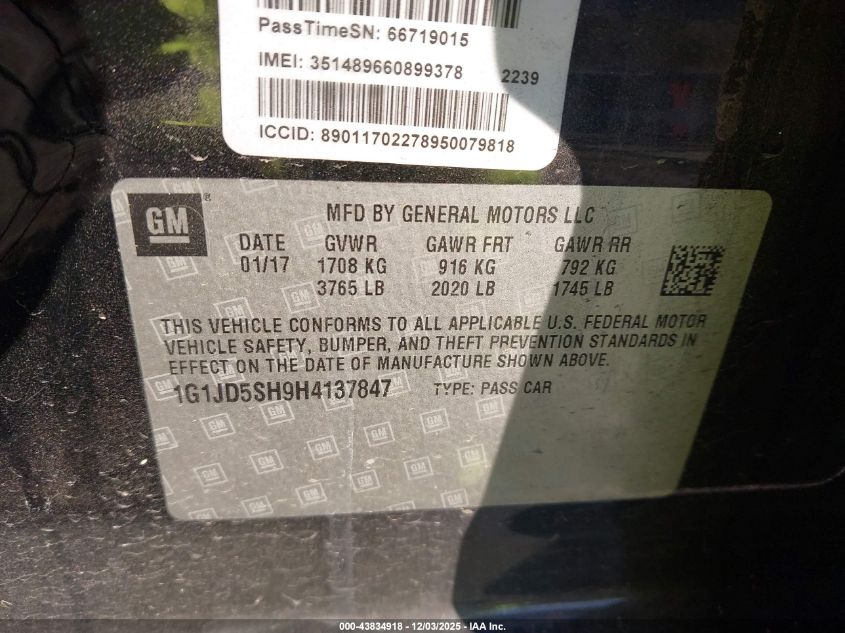 PassTimeSN: 66719015
IMEI: 351489660899378 2239
ICCID: 89011702278950079818
GM ®
MFD BY GENERAL MOTORS LLC
DATE GVWR GAWR FRT GAWR RR
01/17 1708 KG 916 KG 792 KG
3765 LB 2020 LB 1745 LB
THIS VEHICLE CONFORMS TO ALL APPLICABLE U.S. FEDERAL MOTOR
VEHICLE SAFETY, BUMPER, AND THEFT PREVENTION STANDARDS IN
EFFECT ON THE DATE OF MANUFACTURE SHOWN ABOVE.
1G1JD5SH9H4137847 TYPE: PASS CAR
000-43834918 - 12/03/2025 - IAA Inc.